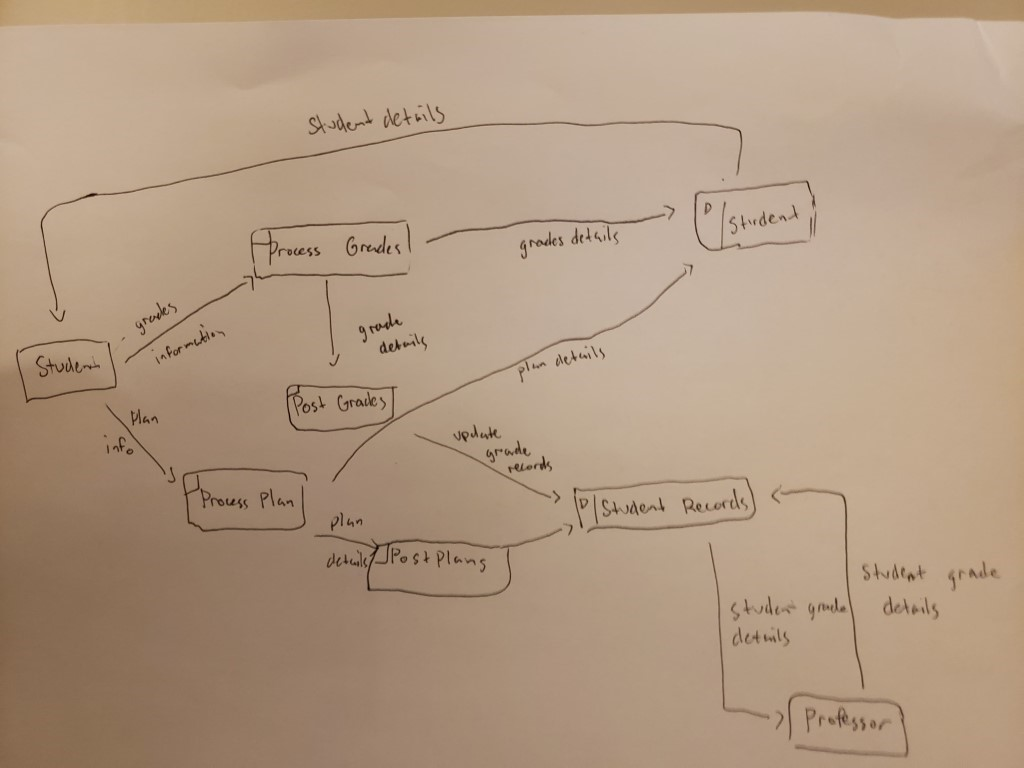 Student details
D Student
Process Grades
grades details
grades
information
grade
details
Student
plan details
Post Grades
Plan
info
update
grade
records
Process Plan
D Student Records
plan
details
Post Plans
Student grade
details
Student grade
details
Professor